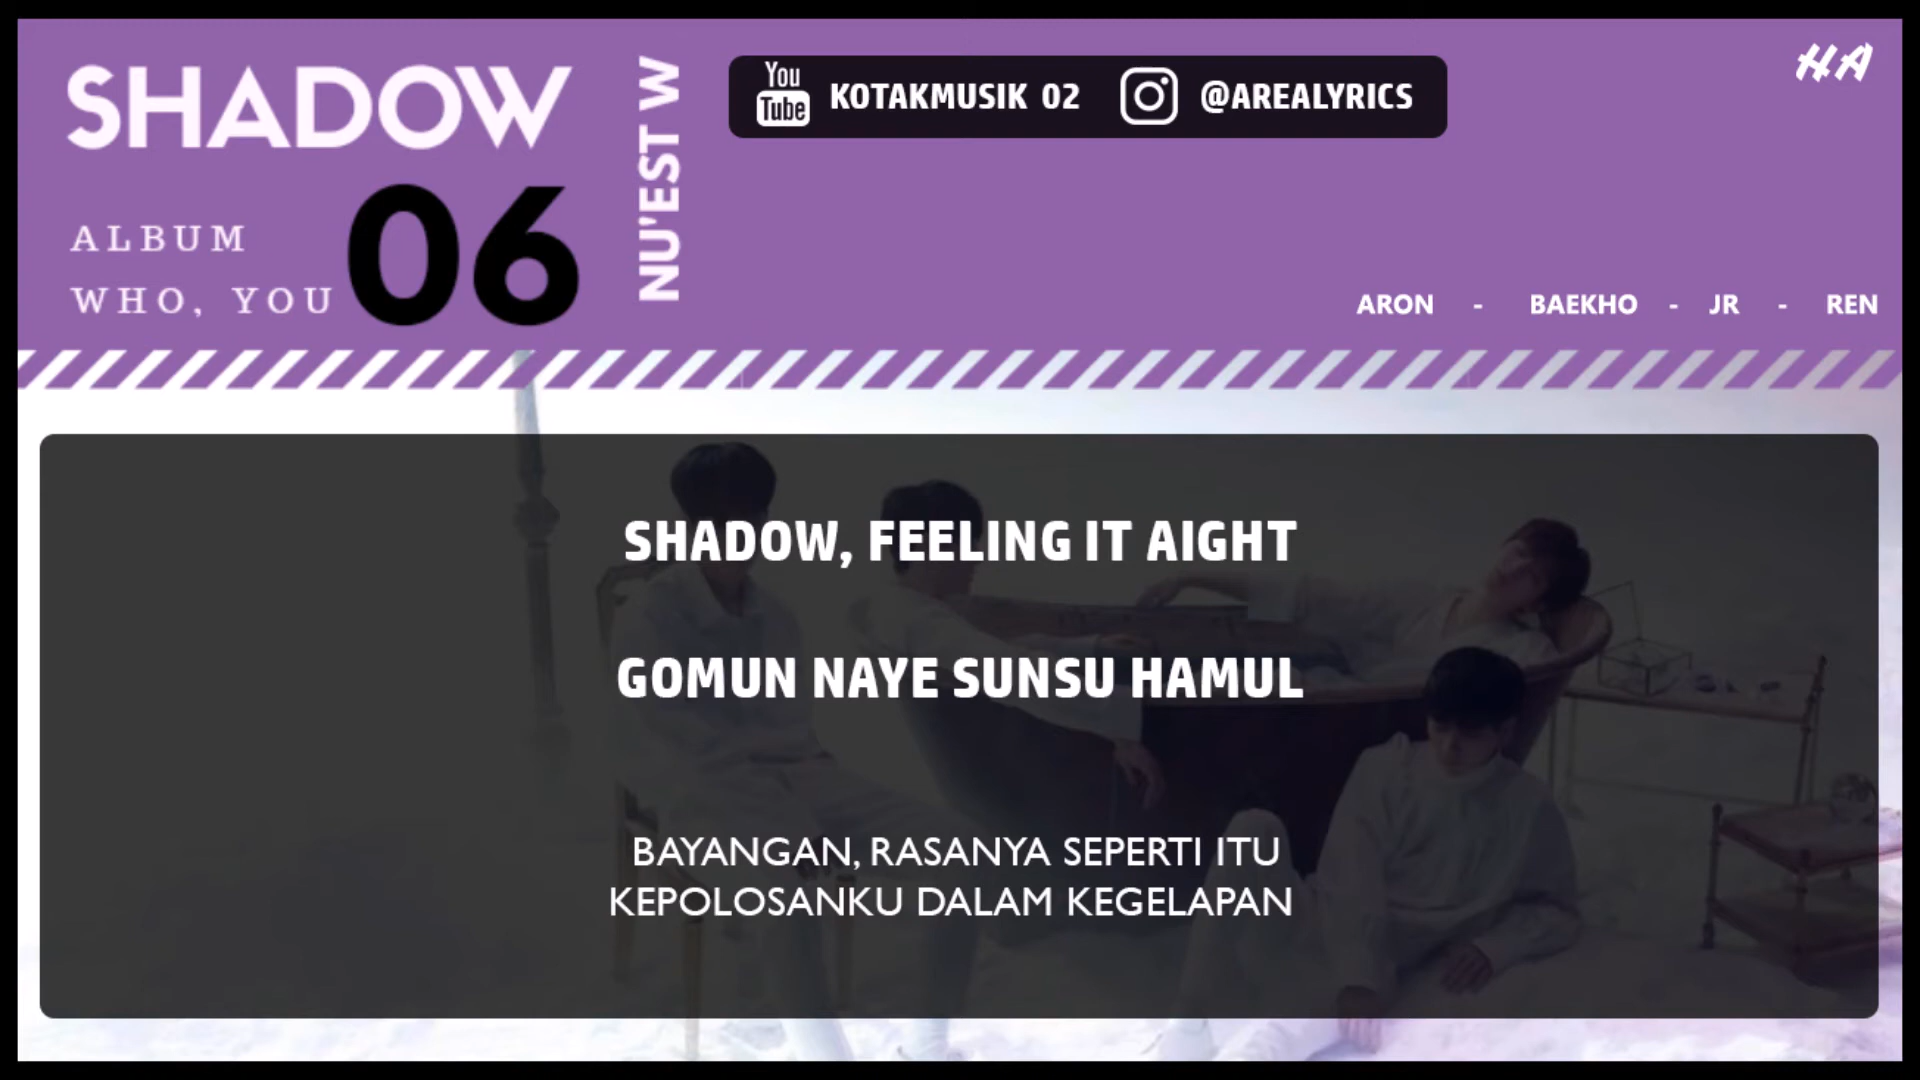 SHADOW
ALBUM
WHO, YOU
06
NU'EST W
You Tube KOTAKMUSIK 02 @AREALYRICS
HA
ARON - BAEKHO - JR - REN
SHADOW, FEELING IT AIGHT
GOMUN NAYE SUNSU HAMUL
BAYANGAN, RASANYA SEPERTI ITU
KEPOLOSANKU DALAM KEGELAPAN